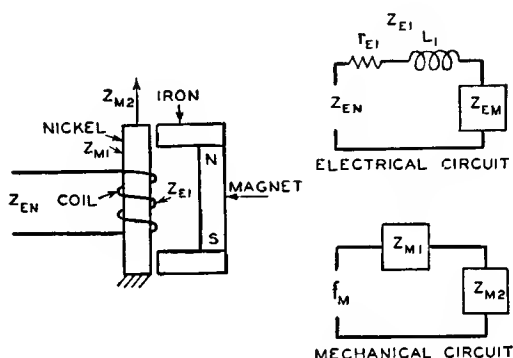 Z_M2
IRON
NICKEL
Z_M1
N
Z_EN
COIL
Z_E1
MAGNET
S
Z_E1
r_E1
L_1
Z_EN
Z_EM
ELECTRICAL CIRCUIT
Z_M1
f_M
Z_M2
MECHANICAL CIRCUIT